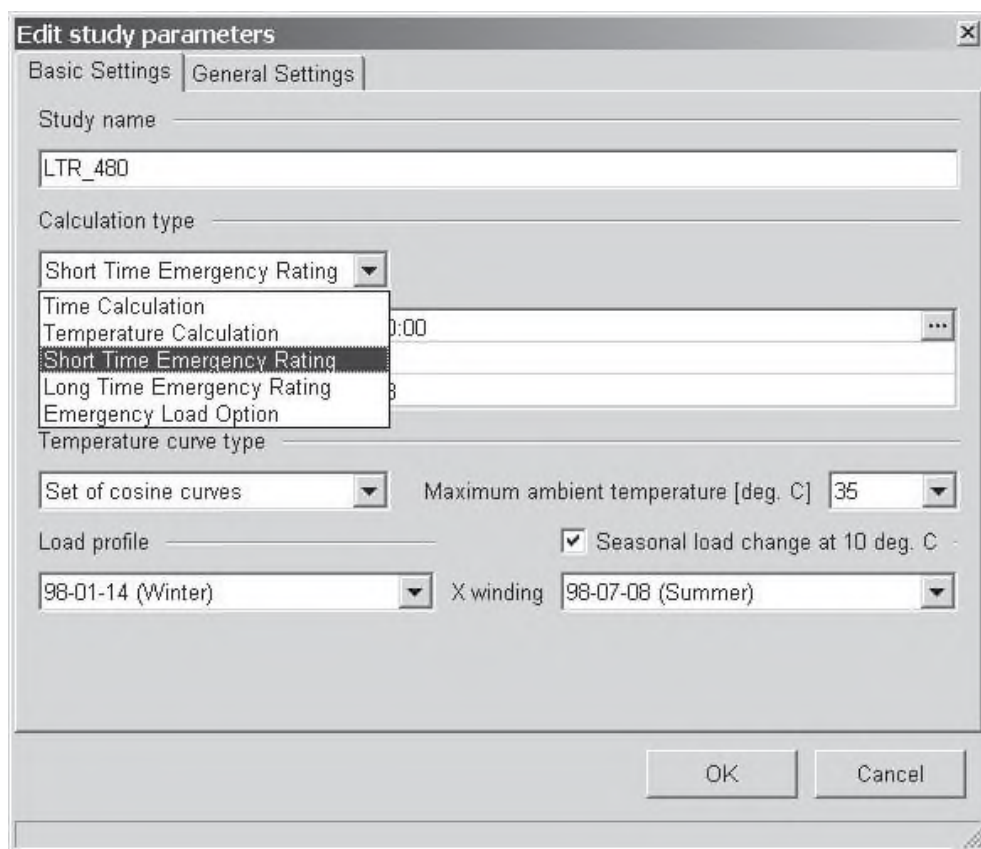 Edit study parameters
Basic Settings General Settings
Study name
LTR_480
Calculation type
Short Time Emergency Rating
Time Calculation
Temperature Calculation
Short Time Emergency Rating
Long Time Emergency Rating
Emergency Load Option
:00
...
Temperature curve type
Set of cosine curves Maximum ambient temperature [deg. C] 35
Load profile Seasonal load change at 10 deg. C
98-01-14 (Winter) X winding 98-07-08 (Summer)
OK Cancel